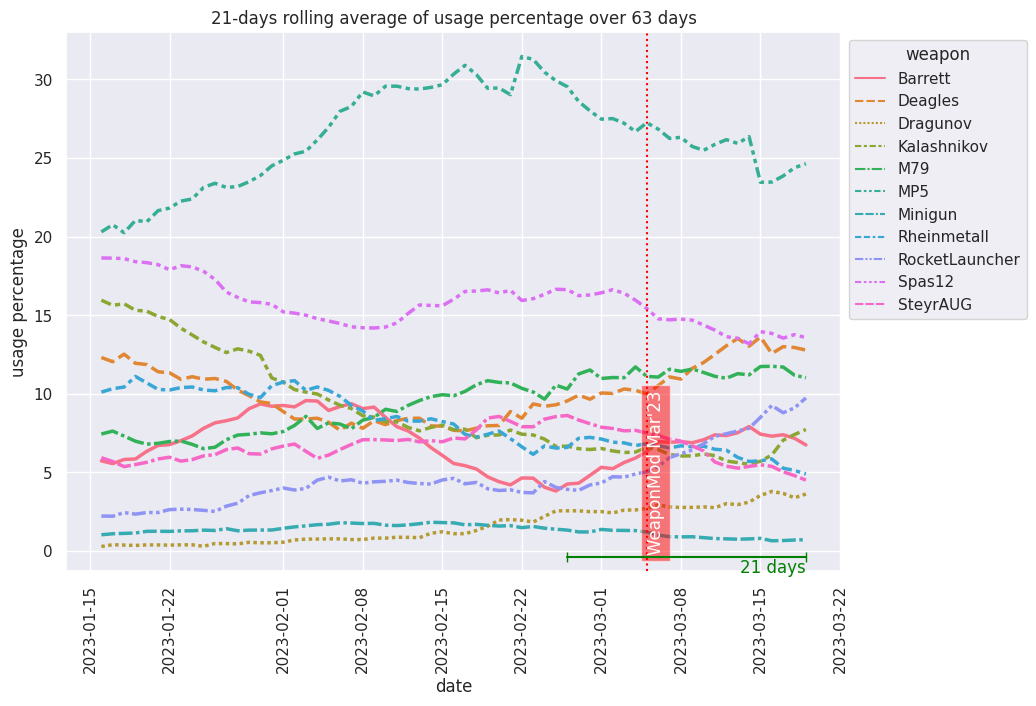 21-days rolling average of usage percentage over 63 days
usage percentage
30
25
20
15
10
5
0
weapon
Barrett
Deagles
Dragunov
Kalashnikov
M79
MP5
Minigun
Rheinmetall
RocketLauncher
Spas12
SteyrAUG
WeaponMod Mar'23
21 days
2023-01-15
2023-01-22
2023-02-01
2023-02-08
2023-02-15
2023-02-22
2023-03-01
2023-03-08
2023-03-15
2023-03-22
date